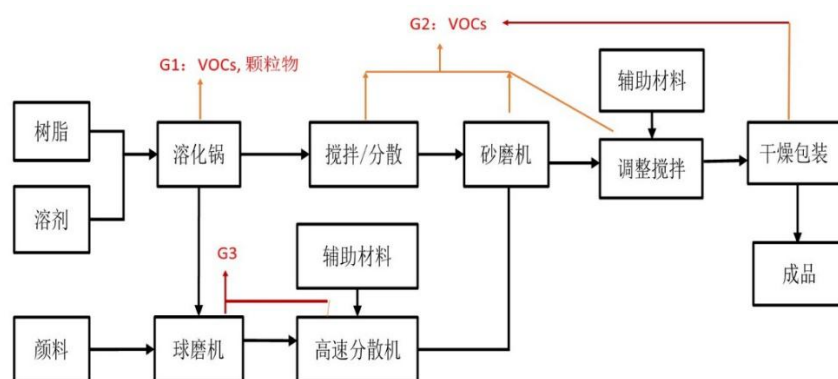 G2：VOCs
G1：VOCs, 颗粒物
辅助材料
树脂
溶化锅
搅拌/分散
砂磨机
调整搅拌
干燥包装
溶剂
G3
辅助材料
成品
颜料
球磨机
高速分散机